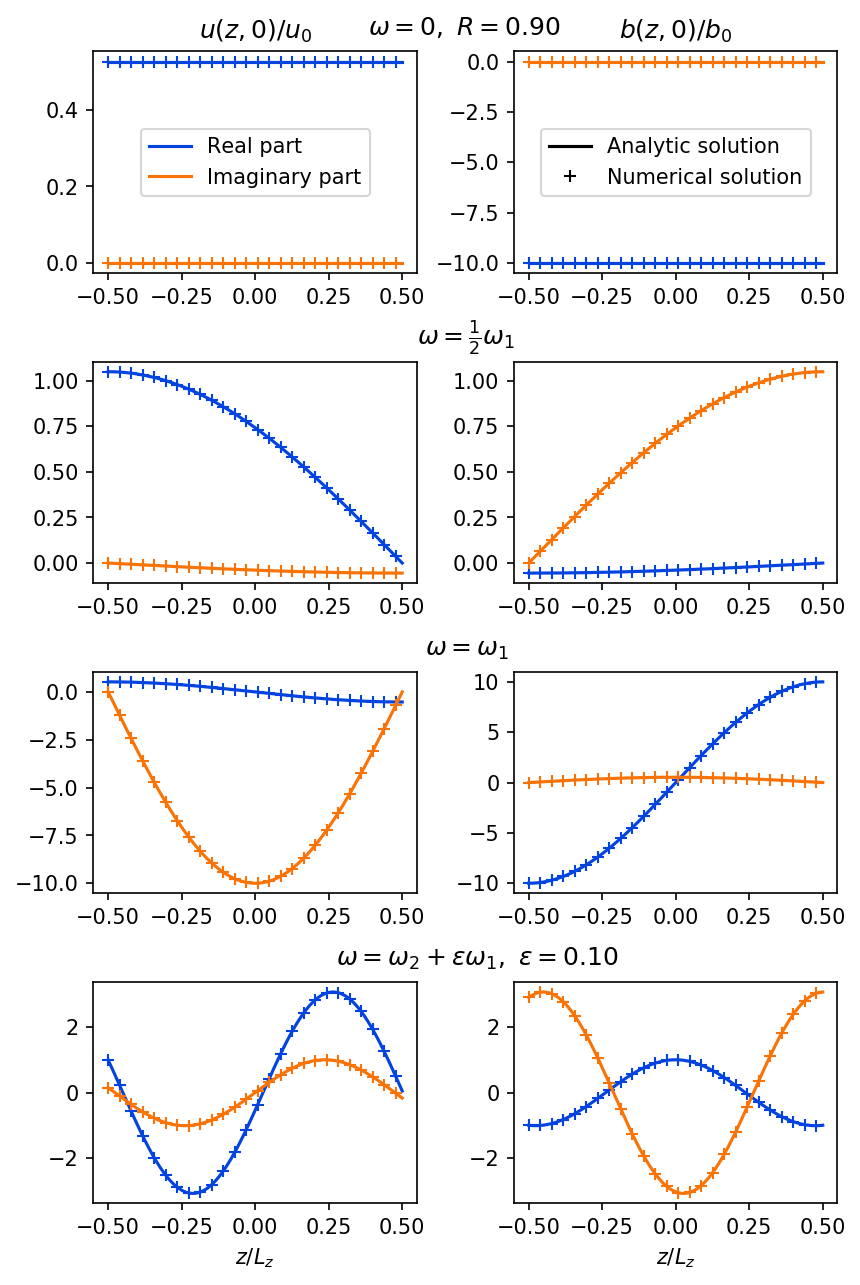 u(z, 0)/u₀ ω = 0, R = 0.90 b(z, 0)/b₀
0.4
0.2
0.0
Real part
Imaginary part
−0.50 −0.25 0.00 0.25 0.50
0.0
−2.5
−5.0
−7.5
−10.0
Analytic solution
Numerical solution
−0.50 −0.25 0.00 0.25 0.50
ω = ½ω₁
1.00
0.75
0.50
0.25
0.00
−0.50 −0.25 0.00 0.25 0.50
1.00
0.75
0.50
0.25
0.00
−0.50 −0.25 0.00 0.25 0.50
ω = ω₁
0.0
−2.5
−5.0
−7.5
−10.0
−0.50 −0.25 0.00 0.25 0.50
10
5
0
−5
−10
−0.50 −0.25 0.00 0.25 0.50
ω = ω₂ + εω₁, ε = 0.10
2
0
−2
−0.50 −0.25 0.00 0.25 0.50
z/L_z
2
0
−2
−0.50 −0.25 0.00 0.25 0.50
z/L_z